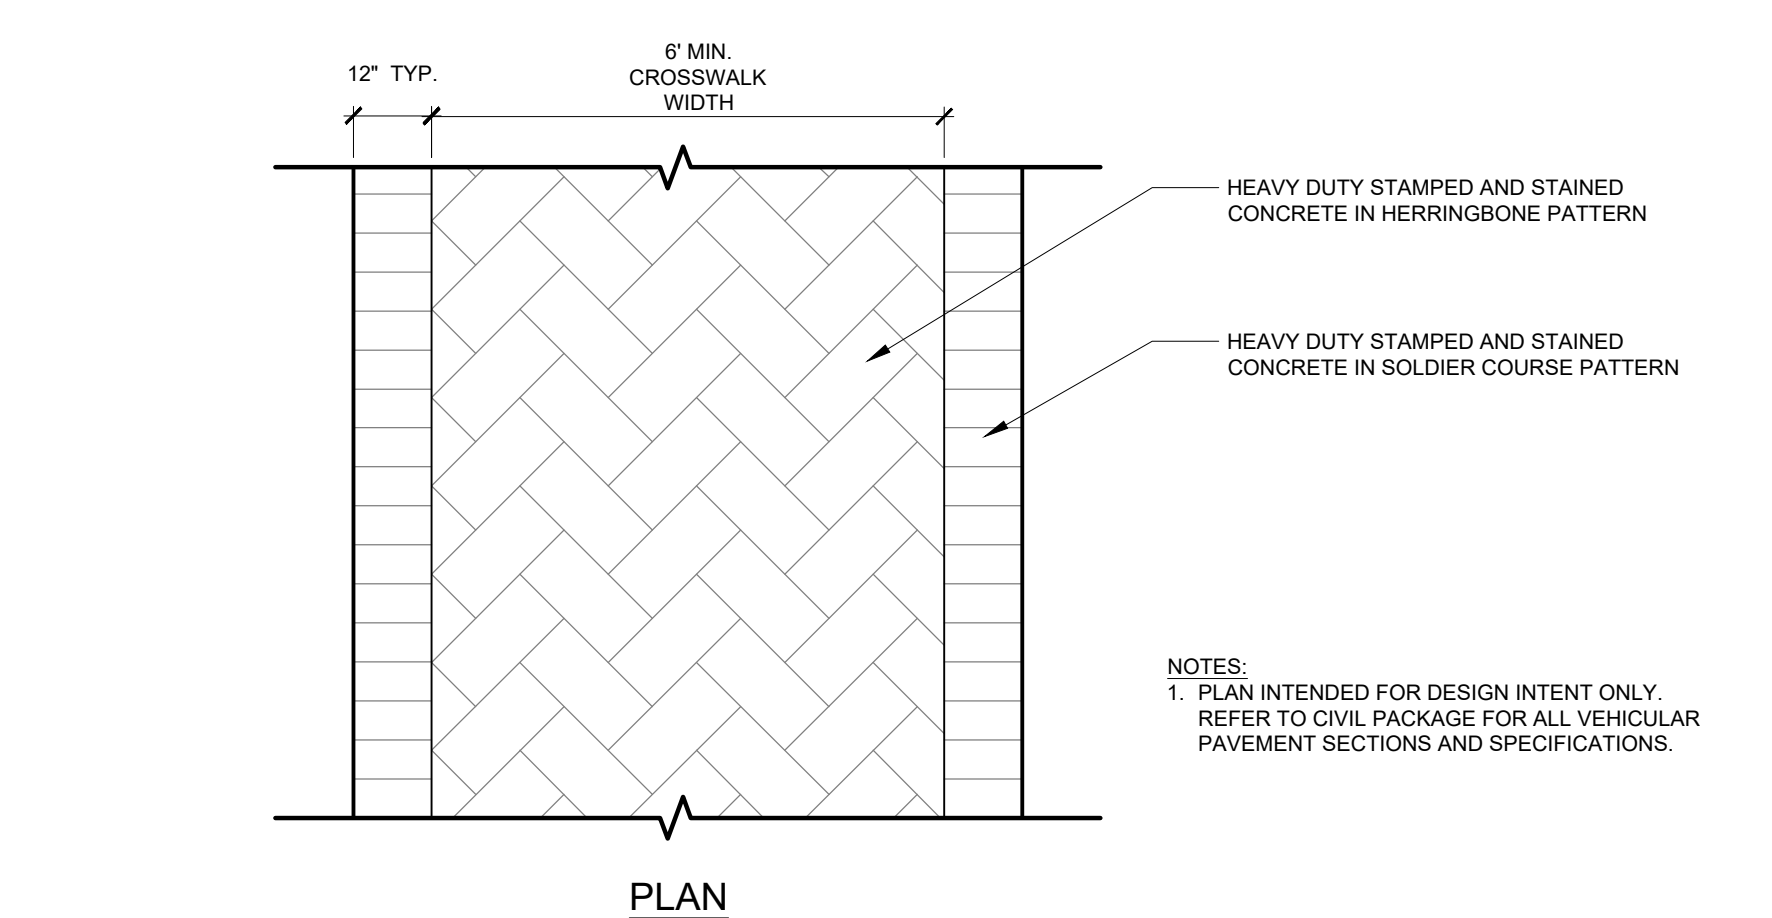 12" TYP.
6' MIN.
CROSSWALK
WIDTH
HEAVY DUTY STAMPED AND STAINED
CONCRETE IN HERRINGBONE PATTERN
HEAVY DUTY STAMPED AND STAINED
CONCRETE IN SOLDIER COURSE PATTERN
NOTES:
1. PLAN INTENDED FOR DESIGN INTENT ONLY.
REFER TO CIVIL PACKAGE FOR ALL VEHICULAR
PAVEMENT SECTIONS AND SPECIFICATIONS.
PLAN